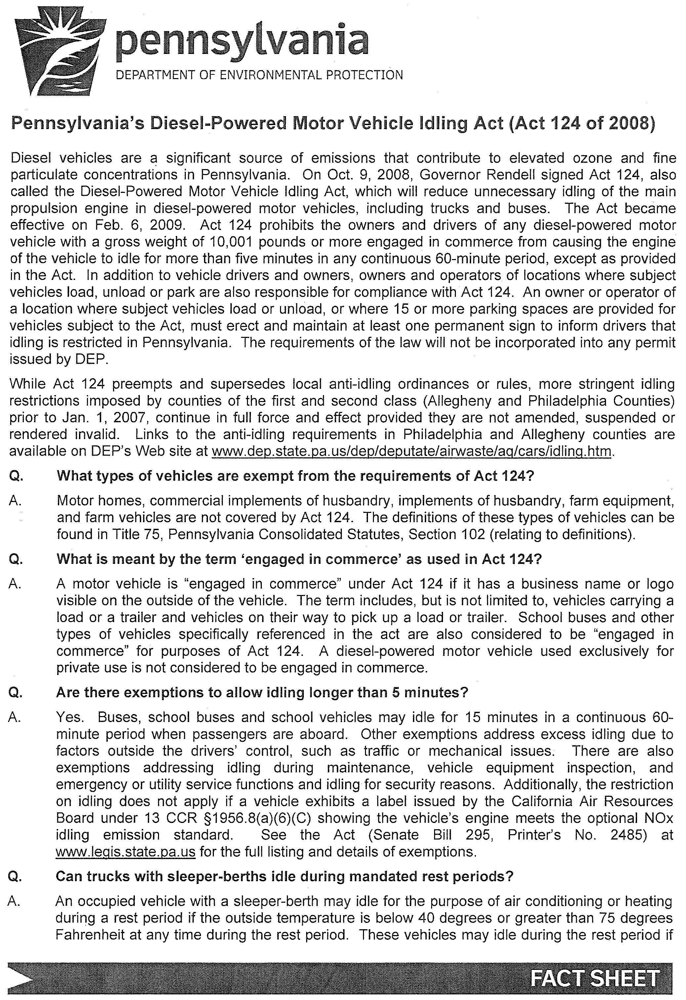 pennsylvania
DEPARTMENT OF ENVIRONMENTAL PROTECTION
Pennsylvania's Diesel-Powered Motor Vehicle Idling Act (Act 124 of 2008)
Diesel vehicles are a significant source of emissions that contribute to elevated ozone and fine
particulate concentrations in Pennsylvania. On Oct. 9, 2008, Governor Rendell signed Act 124, also
called the Diesel-Powered Motor Vehicle Idling Act, which will reduce unnecessary idling of the main
propulsion engine in diesel-powered motor vehicles, including trucks and buses. The Act became
effective on Feb. 6, 2009. Act 124 prohibits the owners and drivers of any diesel-powered motor
vehicle with a gross weight of 10,001 pounds or more engaged in commerce from causing the engine
of the vehicle to idle for more than five minutes in any continuous 60-minute period, except as provided
in the Act. In addition to vehicle drivers and owners, owners and operators of locations where subject
vehicles load, unload or park are also responsible for compliance with Act 124. An owner or operator of
a location where subject vehicles load or unload, or where 15 or more parking spaces are provided for
vehicles subject to the Act, must erect and maintain at least one permanent sign to inform drivers that
idling is restricted in Pennsylvania. The requirements of the law will not be incorporated into any permit
issued by DEP.
While Act 124 preempts and supersedes local anti-idling ordinances or rules, more stringent idling
restrictions imposed by counties of the first and second class (Allegheny and Philadelphia Counties)
prior to Jan. 1, 2007, continue in full force and effect provided they are not amended, suspended or
rendered invalid. Links to the anti-idling requirements in Philadelphia and Allegheny counties are
available on DEP's Web site at www.dep.state.pa.us/dep/deputate/airwaste/aq/cars/idling.htm.
Q. What types of vehicles are exempt from the requirements of Act 124?
A. Motor homes, commercial implements of husbandry, implements of husbandry, farm equipment,
and farm vehicles are not covered by Act 124. The definitions of these types of vehicles can be
found in Title 75, Pennsylvania Consolidated Statutes, Section 102 (relating to definitions).
Q. What is meant by the term 'engaged in commerce' as used in Act 124?
A. A motor vehicle is "engaged in commerce" under Act 124 if it has a business name or logo
visible on the outside of the vehicle. The term includes, but is not limited to, vehicles carrying a
load or a trailer and vehicles on their way to pick up a load or trailer. School buses and other
types of vehicles specifically referenced in the act are also considered to be "engaged in
commerce" for purposes of Act 124. A diesel-powered motor vehicle used exclusively for
private use is not considered to be engaged in commerce.
Q. Are there exemptions to allow idling longer than 5 minutes?
A. Yes. Buses, school buses and school vehicles may idle for 15 minutes in a continuous 60-
minute period when passengers are aboard. Other exemptions address excess idling due to
factors outside the drivers' control, such as traffic or mechanical issues. There are also
exemptions addressing idling during maintenance, vehicle equipment inspection, and
emergency or utility service functions and idling for security reasons. Additionally, the restriction
on idling does not apply if a vehicle exhibits a label issued by the California Air Resources
Board under 13 CCR §1956.8(a)(6)(C) showing the vehicle's engine meets the optional NOx
idling emission standard. See the Act (Senate Bill 295, Printer's No. 2485) at
www.legis.state.pa.us for the full listing and details of exemptions.
Q. Can trucks with sleeper-berths idle during mandated rest periods?
A. An occupied vehicle with a sleeper-berth may idle for the purpose of air conditioning or heating
during a rest period if the outside temperature is below 40 degrees or greater than 75 degrees
Fahrenheit at any time during the rest period. These vehicles may idle during the rest period if
FACT SHEET